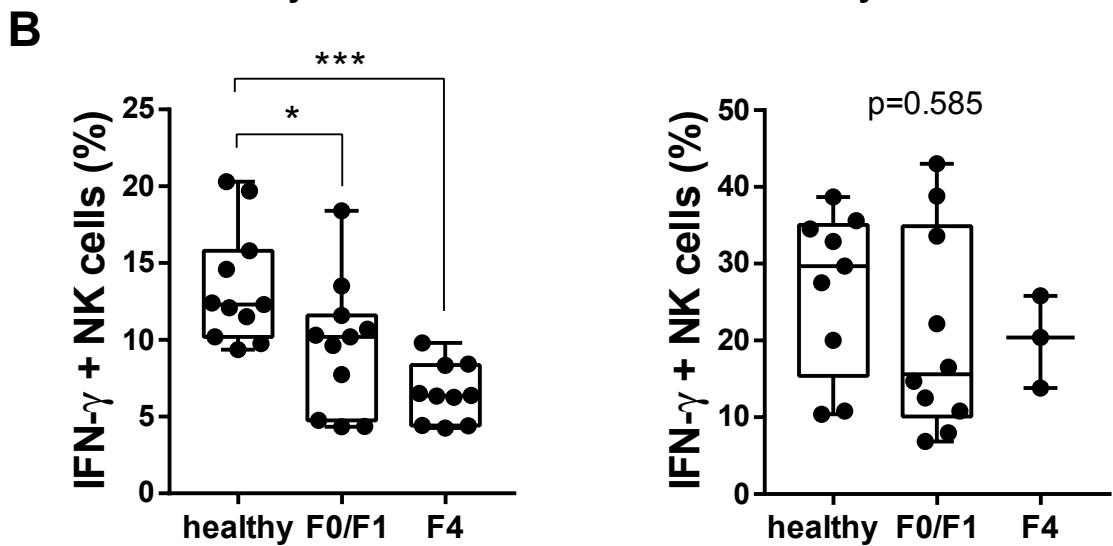 B
***
*
IFN-γ + NK cells (%)
25
20
15
10
5
0
healthy F0/F1 F4
p=0.585
IFN-γ + NK cells (%)
50
40
30
20
10
0
healthy F0/F1 F4